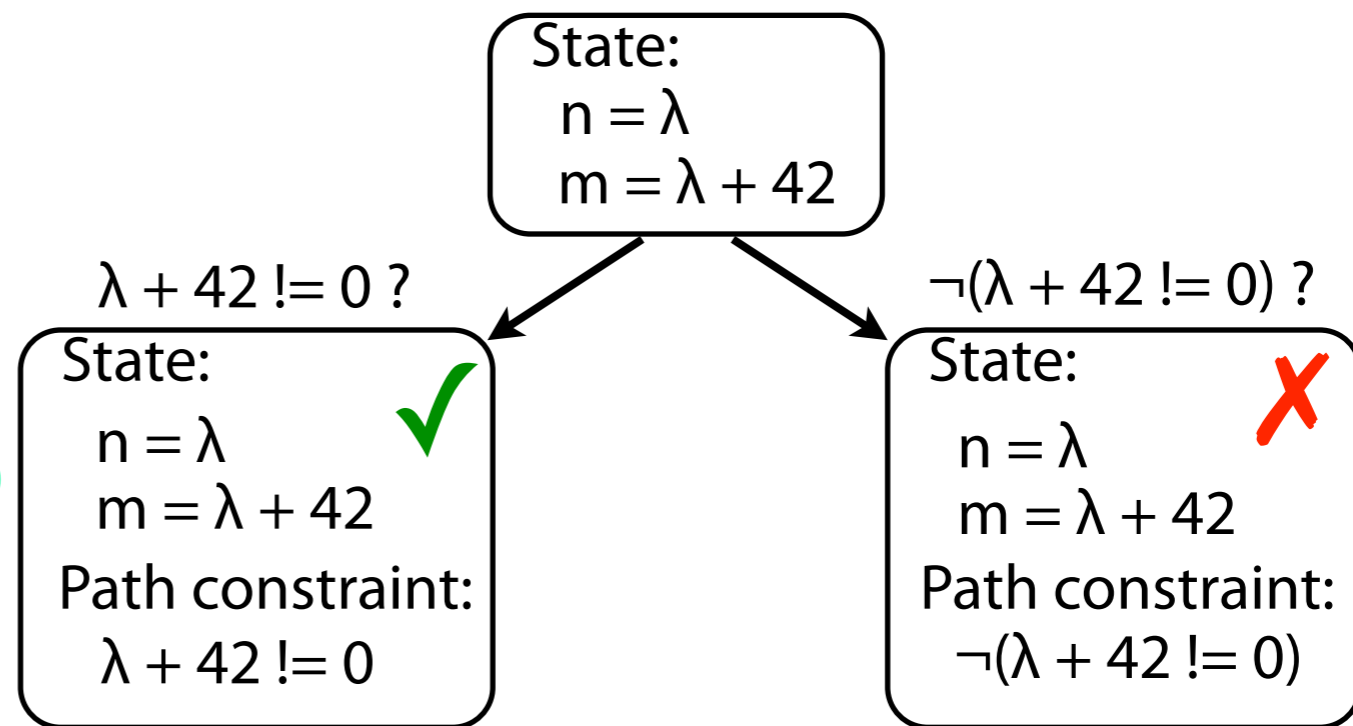 State:
n = λ
m = λ + 42
λ + 42 != 0 ?
¬(λ + 42 != 0) ?
State:
n = λ
m = λ + 42
Path constraint:
λ + 42 != 0
State:
n = λ
m = λ + 42
Path constraint:
¬(λ + 42 != 0)